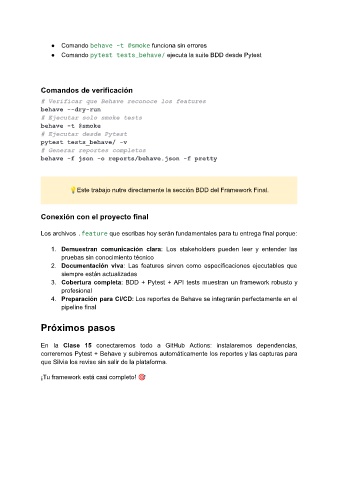 ● Comando behave -t @smoke funciona sin errores
● Comando pytest tests_behave/ ejecuta la suite BDD desde Pytest
Comandos de verificación
# Verificar que Behave reconoce los features
behave --dry-run
# Ejecutar solo smoke tests
behave -t @smoke
# Ejecutar desde Pytest
pytest tests_behave/ -v
# Generar reportes completos
behave -f json -o reports/behave.json -f pretty
💡Este trabajo nutre directamente la sección BDD del Framework Final.
Conexión con el proyecto final
Los archivos .feature que escribas hoy serán fundamentales para tu entrega final porque:
1. Demuestran comunicación clara: Los stakeholders pueden leer y entender las
pruebas sin conocimiento técnico
2. Documentación viva: Las features sirven como especificaciones ejecutables que
siempre están actualizadas
3. Cobertura completa: BDD + Pytest + API tests muestran un framework robusto y
profesional
4. Preparación para CI/CD: Los reportes de Behave se integrarán perfectamente en el
pipeline final
Próximos pasos
En la Clase 15 conectaremos todo a GitHub Actions: instalaremos dependencias,
correremos Pytest + Behave y subiremos automáticamente los reportes y las capturas para
que Silvia los revise sin salir de la plataforma.
¡Tu framework está casi completo! 🎯